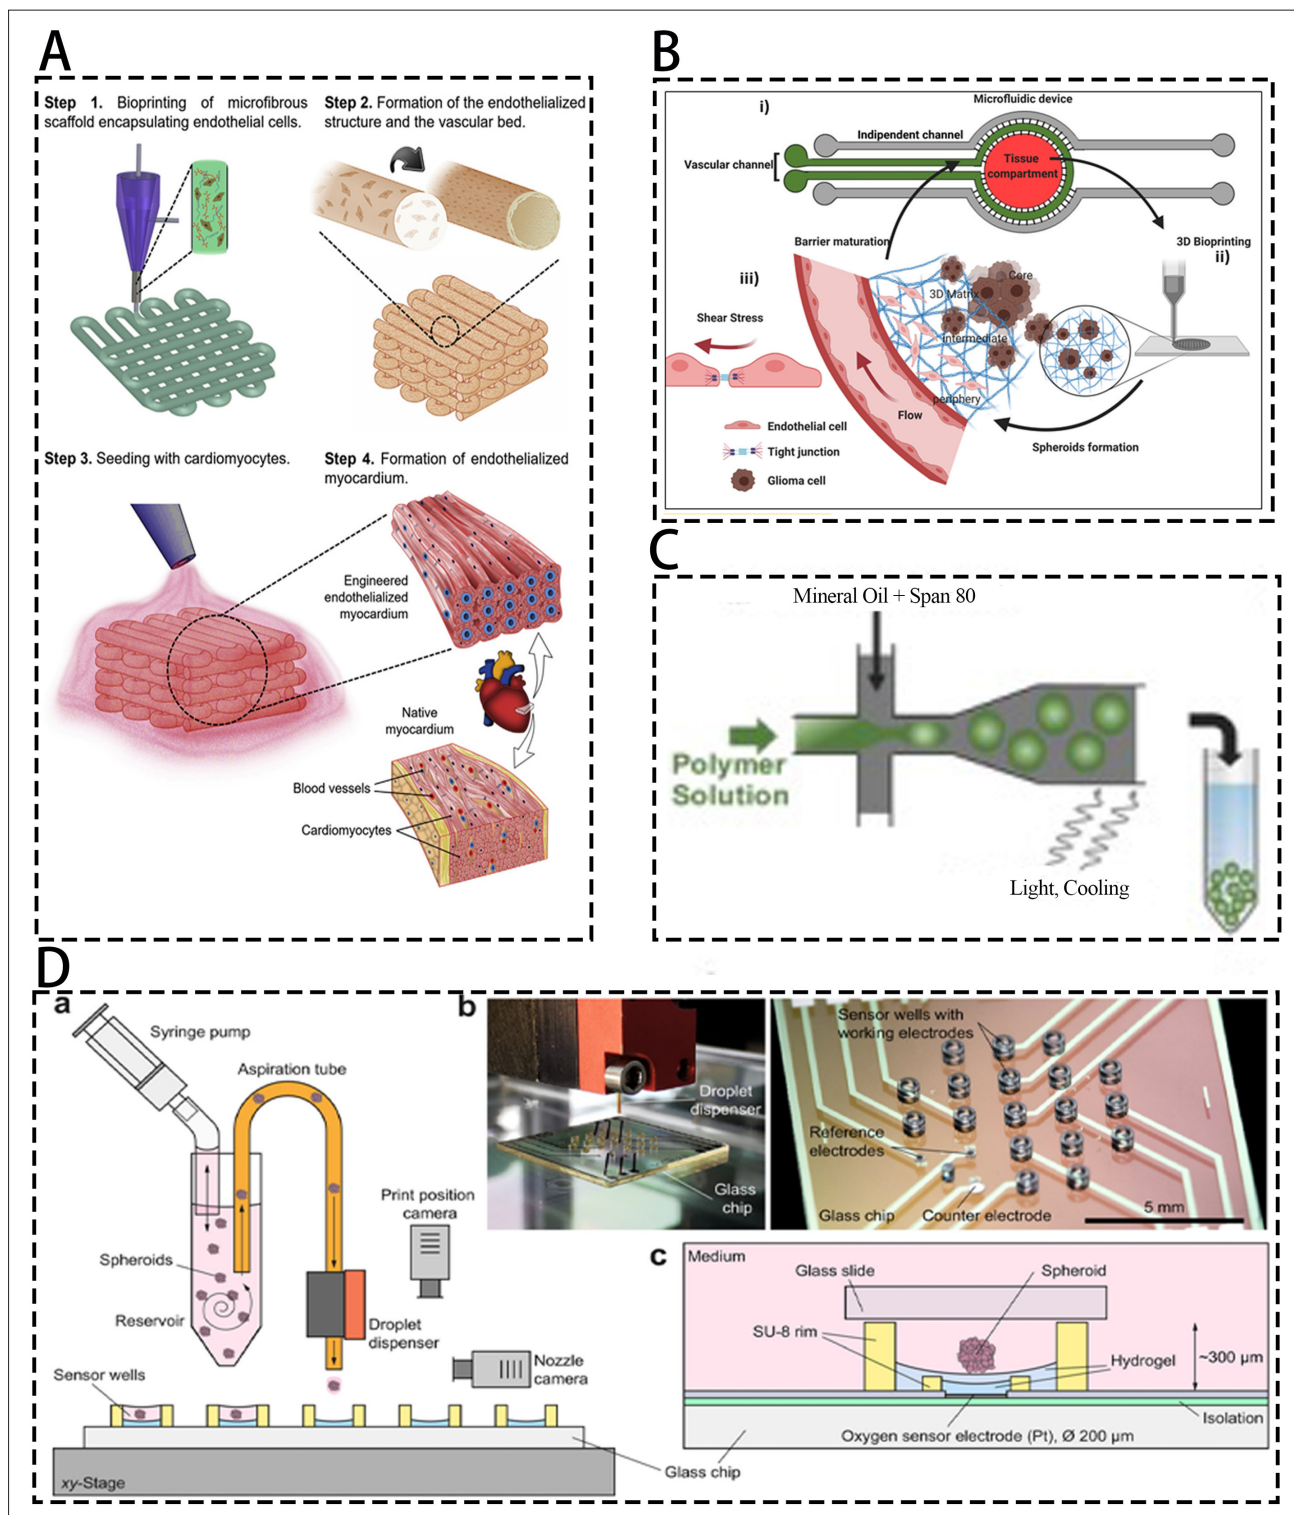 A
Step 1. Bioprinting of microfibrous
scaffold encapsulating endothelial cells.
Step 2. Formation of the endothelialized
structure and the vascular bed.
Step 3. Seeding with cardiomyocytes.
Step 4. Formation of endothelialized
myocardium.
Engineered
endothelialized
myocardium
Native
myocardium
Blood vessels
Cardiomyocytes
B
i)
Microfluidic device
Indipendent channel
Vascular channel
Tissue
compartment
Barrier maturation
3D Bioprinting
ii)
iii)
Core
3D Matrix
Shear Stress
intermediate
periphery
Flow
Endothelial cell
Spheroids formation
Tight junction
Glioma cell
C
Mineral Oil + Span 80
Polymer
Solution
Light, Cooling
D
a
Syringe pump
Aspiration tube
Print position
camera
Spheroids
Reservoir
Droplet
dispenser
Nozzle
camera
Sensor wells
Glass chip
xy-Stage
b
Droplet
dispenser
Glass
chip
Sensor wells with
working electrodes
Reference
electrodes
Glass chip
Counter electrode
5 mm
c
Medium
Glass slide
Spheroid
SU-8 rim
Hydrogel
~300 µm
Isolation
Oxygen sensor electrode (Pt), Ø 200 µm